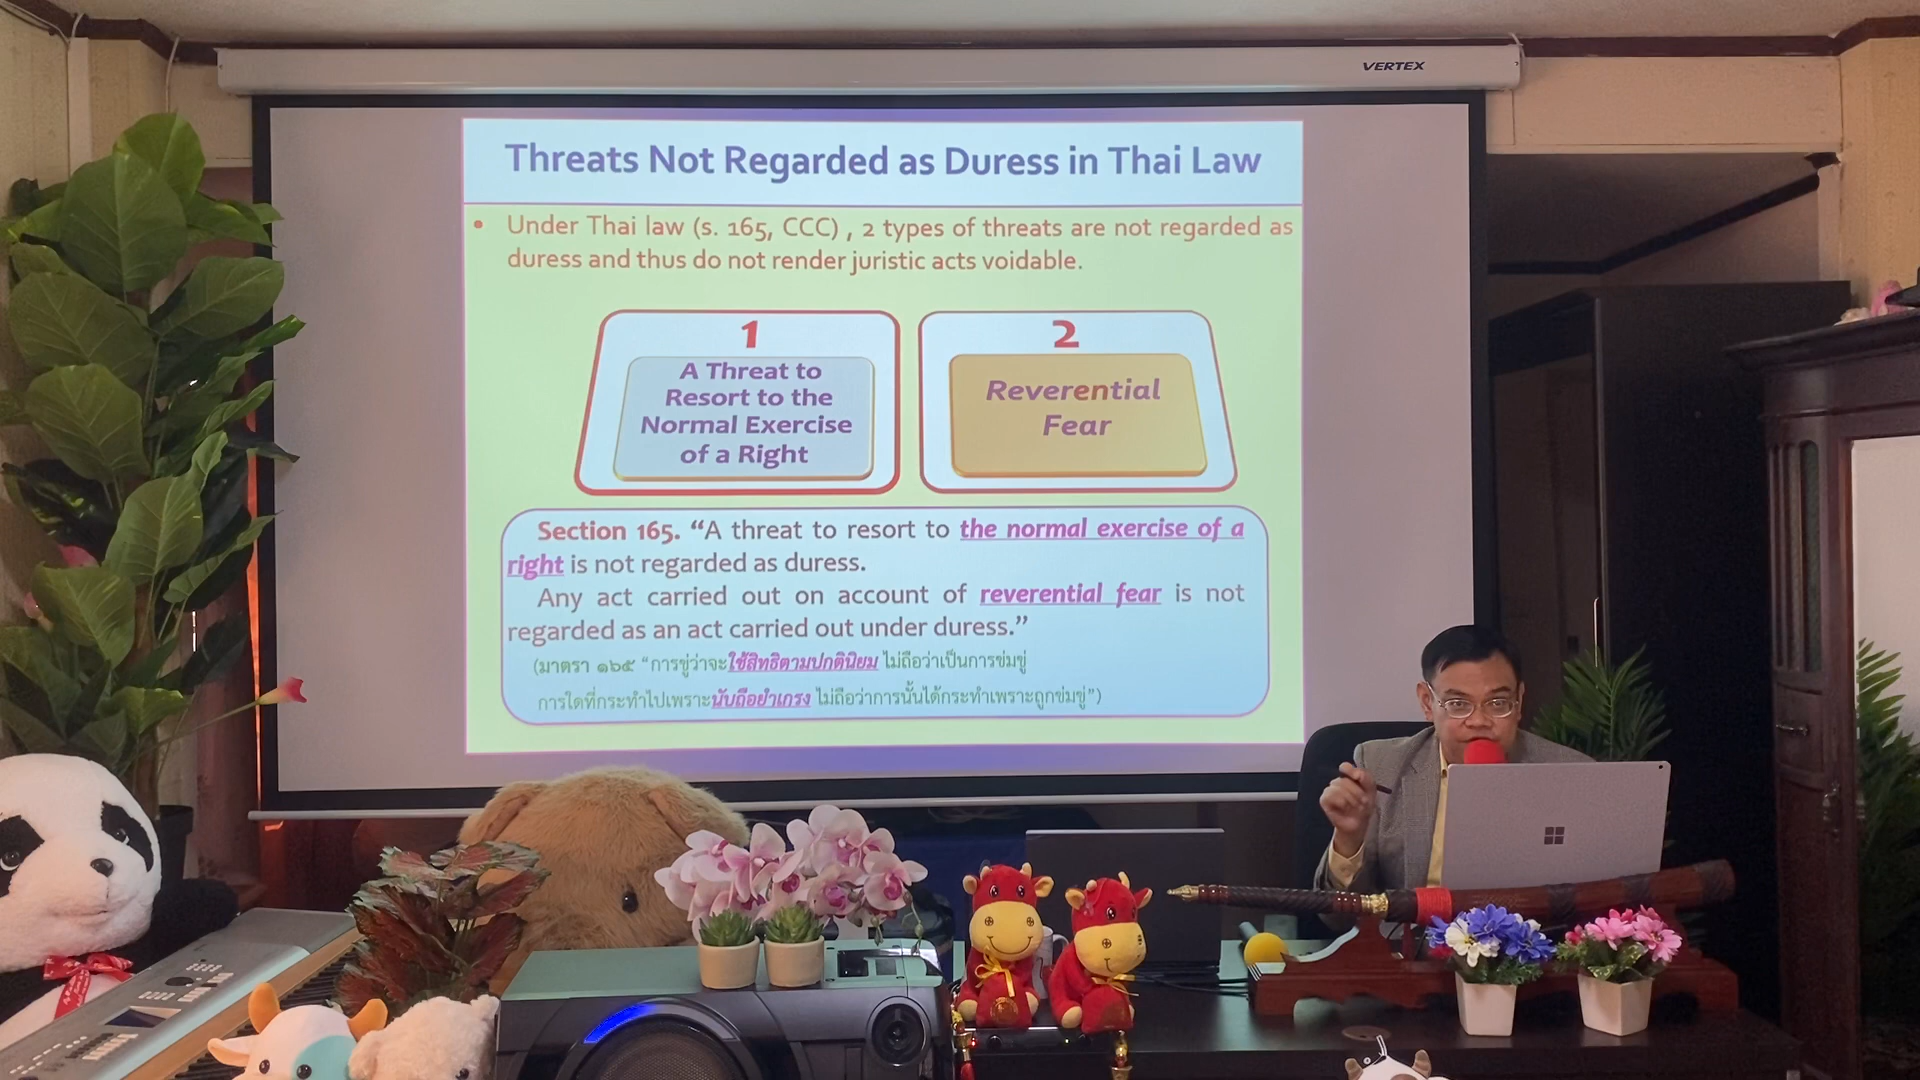 VERTEX
Threats Not Regarded as Duress in Thai Law
• Under Thai law (s. 165, CCC) , 2 types of threats are not regarded as
duress and thus do not render juristic acts voidable.
1
A Threat to
Resort to the
Normal Exercise
of a Right
2
Reverential
Fear
Section 165. “A threat to resort to the normal exercise of a
right is not regarded as duress.
Any act carried out on account of reverential fear is not
regarded as an act carried out under duress.”
(มาตรา ๑๖๕ “การขู่ว่าจะใช้สิทธิตามปกตินิยม ไม่ถือว่าเป็นการข่มขู่
การใดที่กระทำไปเพราะนับถือยำเกรง ไม่ถือว่าการนั้นได้กระทำเพราะถูกข่มขู่”)